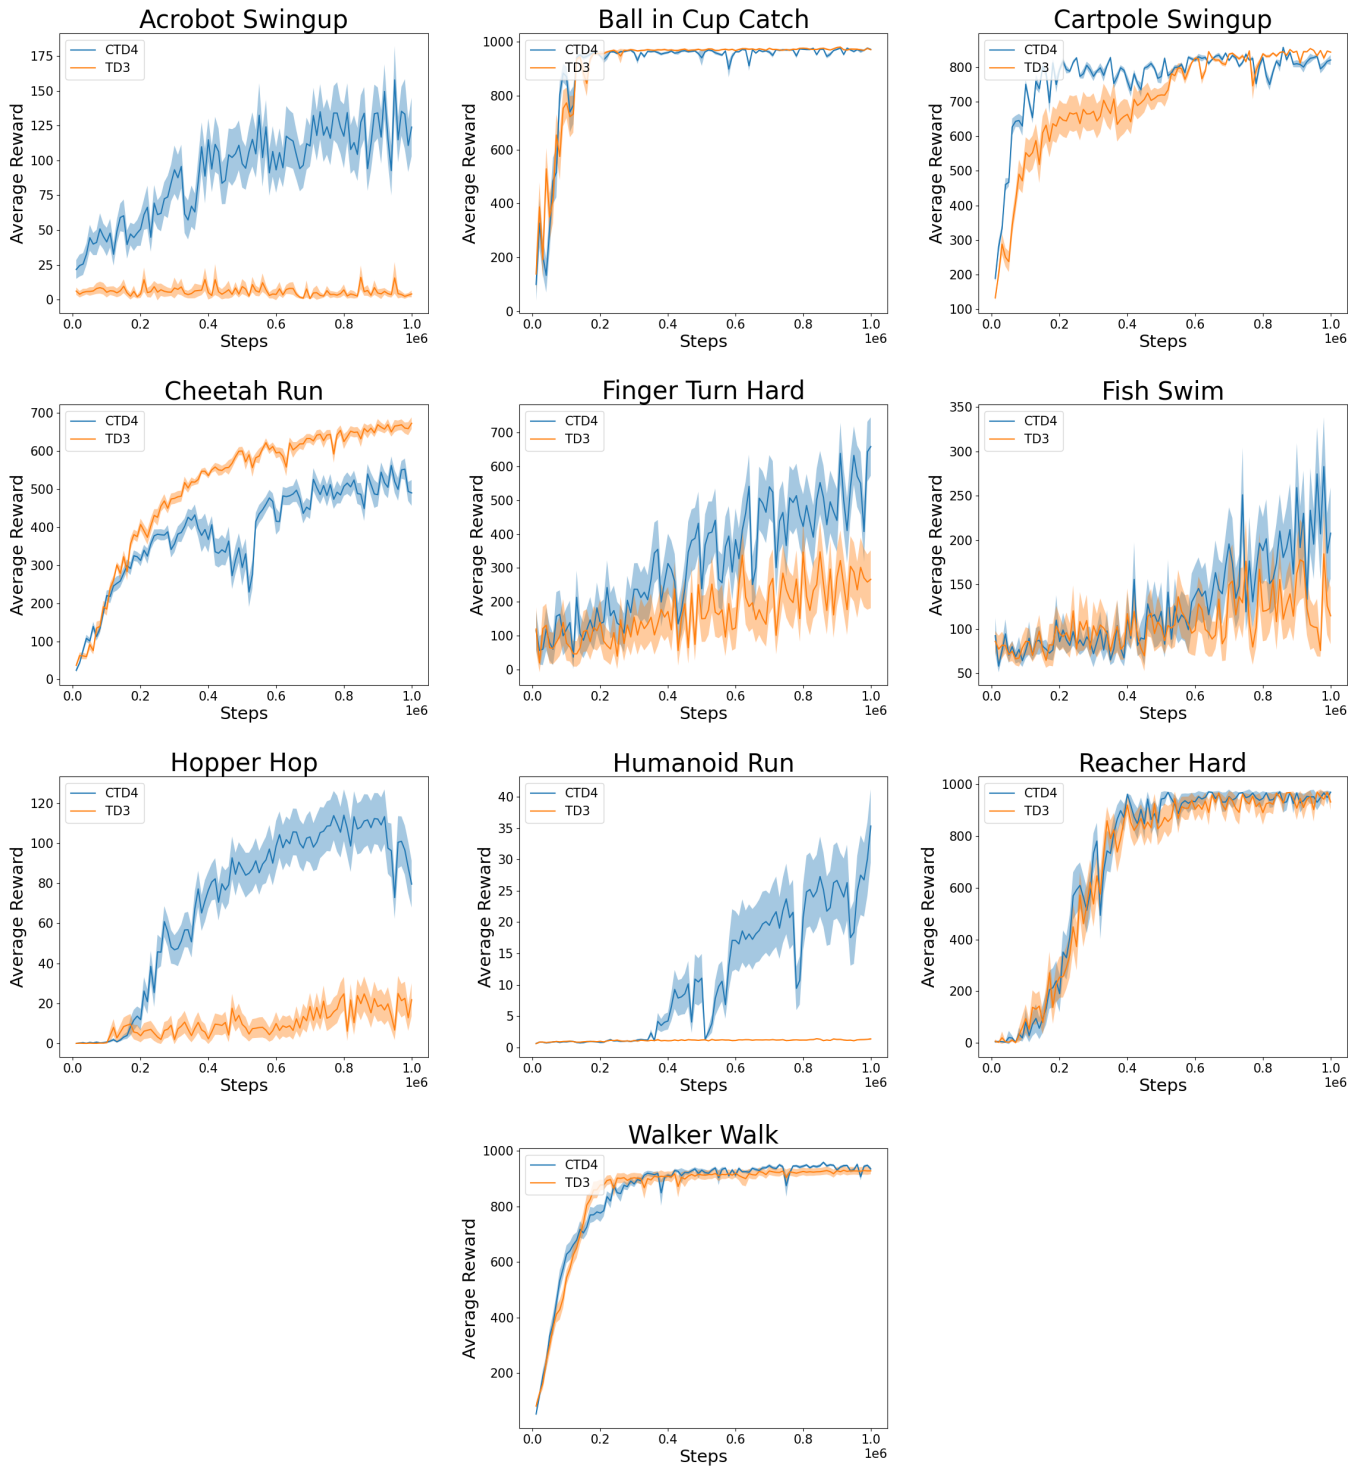 Acrobot Swingup
CTD4
TD3
Average Reward
175
150
125
100
75
50
25
0
0.0 0.2 0.4 0.6 0.8 1.0
1e6
Steps
Ball in Cup Catch
CTD4
TD3
Average Reward
1000
800
600
400
200
0
0.0 0.2 0.4 0.6 0.8 1.0
1e6
Steps
Cartpole Swingup
CTD4
TD3
Average Reward
800
700
600
500
400
300
200
100
0.0 0.2 0.4 0.6 0.8 1.0
1e6
Steps
Cheetah Run
CTD4
TD3
Average Reward
700
600
500
400
300
200
100
0
0.0 0.2 0.4 0.6 0.8 1.0
1e6
Steps
Finger Turn Hard
CTD4
TD3
Average Reward
700
600
500
400
300
200
100
0
0.0 0.2 0.4 0.6 0.8 1.0
1e6
Steps
Fish Swim
CTD4
TD3
Average Reward
350
300
250
200
150
100
50
0.0 0.2 0.4 0.6 0.8 1.0
1e6
Steps
Hopper Hop
CTD4
TD3
Average Reward
120
100
80
60
40
20
0
0.0 0.2 0.4 0.6 0.8 1.0
1e6
Steps
Humanoid Run
CTD4
TD3
Average Reward
40
35
30
25
20
15
10
5
0
0.0 0.2 0.4 0.6 0.8 1.0
1e6
Steps
Reacher Hard
CTD4
TD3
Average Reward
1000
800
600
400
200
0
0.0 0.2 0.4 0.6 0.8 1.0
1e6
Steps
Walker Walk
CTD4
TD3
Average Reward
1000
800
600
400
200
0.0 0.2 0.4 0.6 0.8 1.0
1e6
Steps